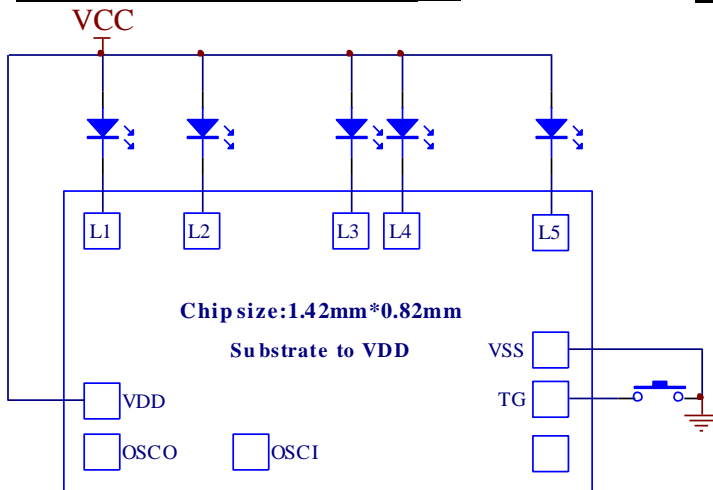 VCC
L1 L2 L3 L4 L5
Chip size:1.42mm*0.82mm
Substrate to VDD
VSS
VDD
TG
OSCO OSCI